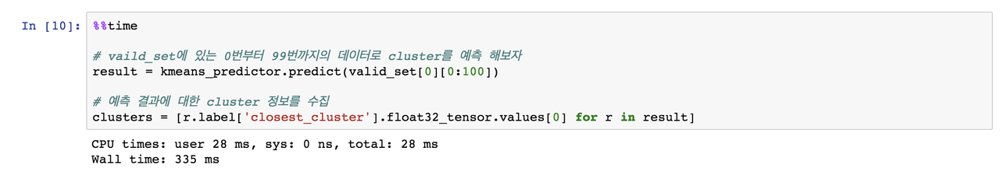 In [10]: %%time
# vaild_set에 있는 0번부터 99번까지의 데이터로 cluster를 예측 해보자
result = kmeans_predictor.predict(valid_set[0][0:100])
# 예측 결과에 대한 cluster 정보를 수집
clusters = [r.label['closest_cluster'].float32_tensor.values[0] for r in result]
CPU times: user 28 ms, sys: 0 ns, total: 28 ms
Wall time: 335 ms